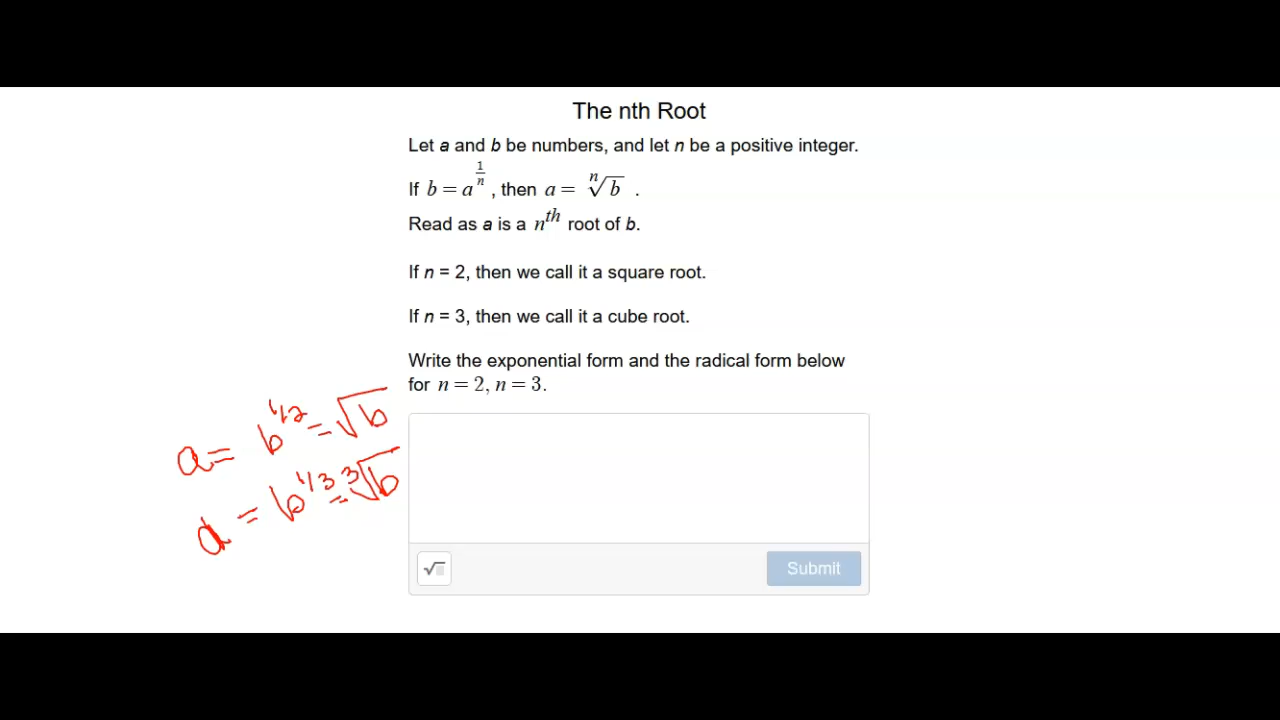 The nth Root
Let a and b be numbers, and let n be a positive integer.
If b = a^(1/n), then a = ⁿ√b .
Read as a is a n^th root of b.
If n = 2, then we call it a square root.
If n = 3, then we call it a cube root.
Write the exponential form and the radical form below
for n = 2, n = 3.
a = b^1/2 = √b
a = b^1/3 = ³√b
Submit